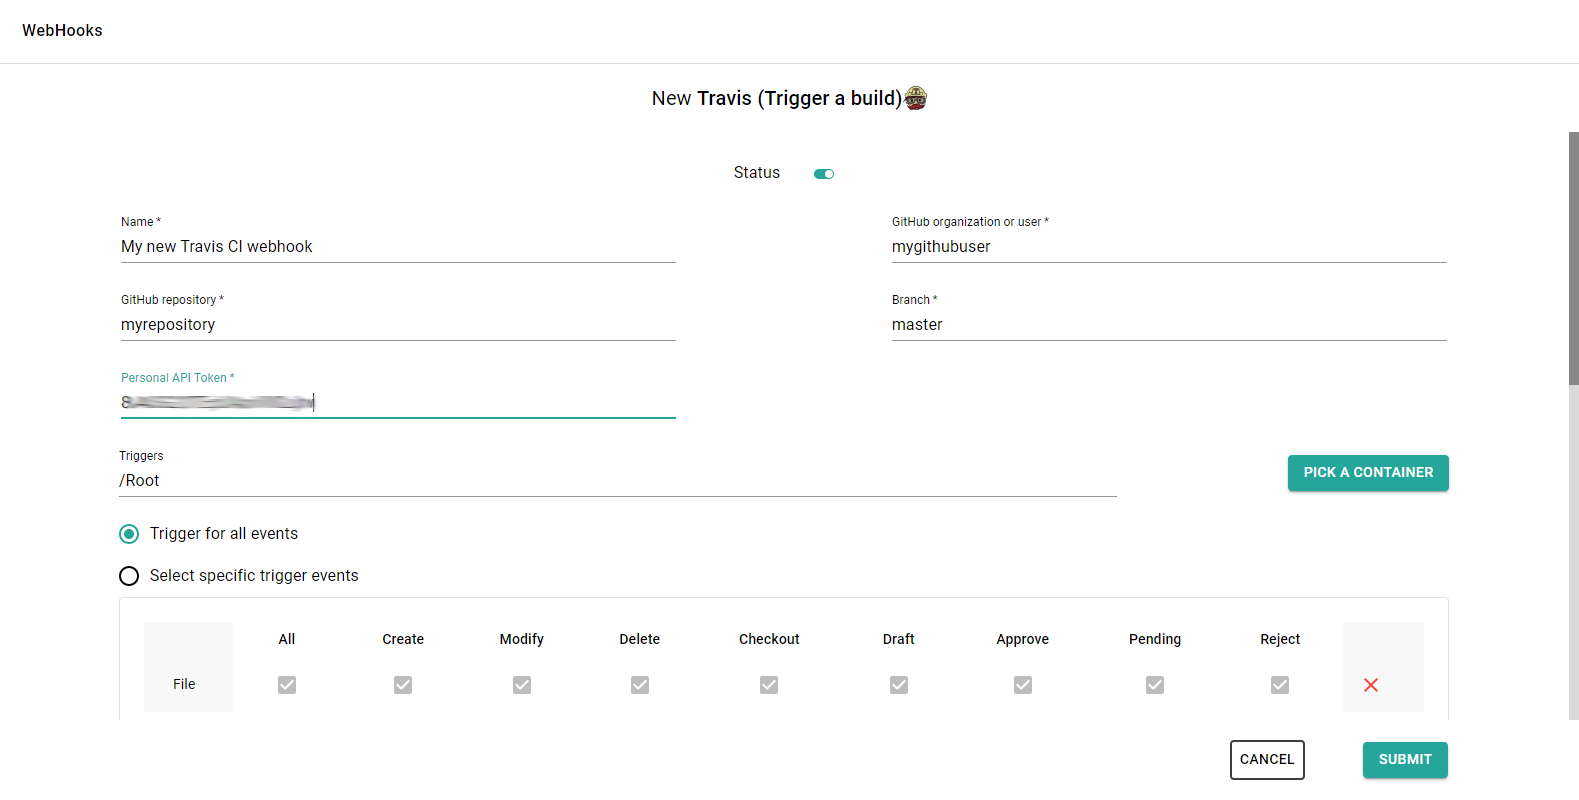 WebHooks
New Travis (Trigger a build)
Status
Name *
GitHub organization or user *
My new Travis CI webhook
mygithubuser
GitHub repository *
Branch *
myrepository
master
Personal API Token *
Triggers
/Root
PICK A CONTAINER
Trigger for all events
Select specific trigger events
All Create Modify Delete Checkout Draft Approve Pending Reject
File
CANCEL
SUBMIT